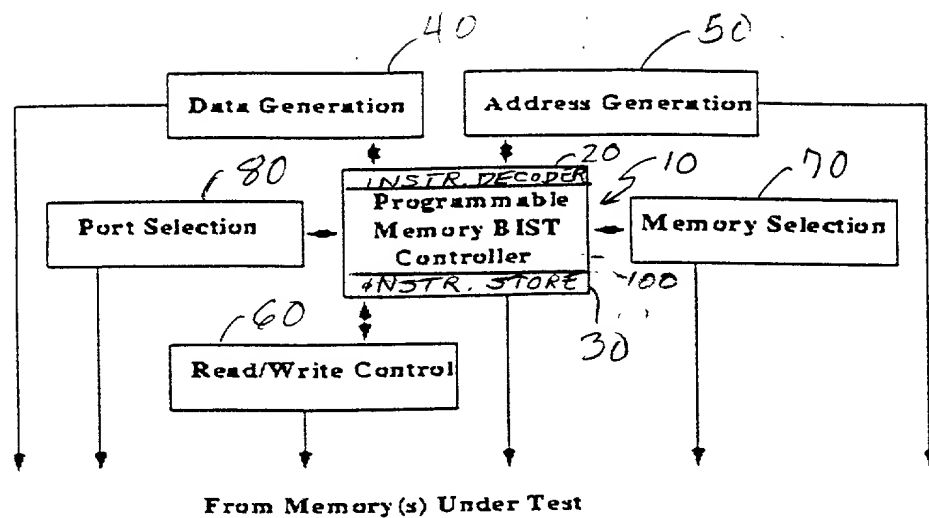 40
50
Data Generation
Address Generation
80
20
10
70
INSTR. DECODER
Port Selection
Programmable
Memory BIST
Controller
Memory Selection
INSTR. STORE
100
60
30
Read/Write Control
From Memory(s) Under Test